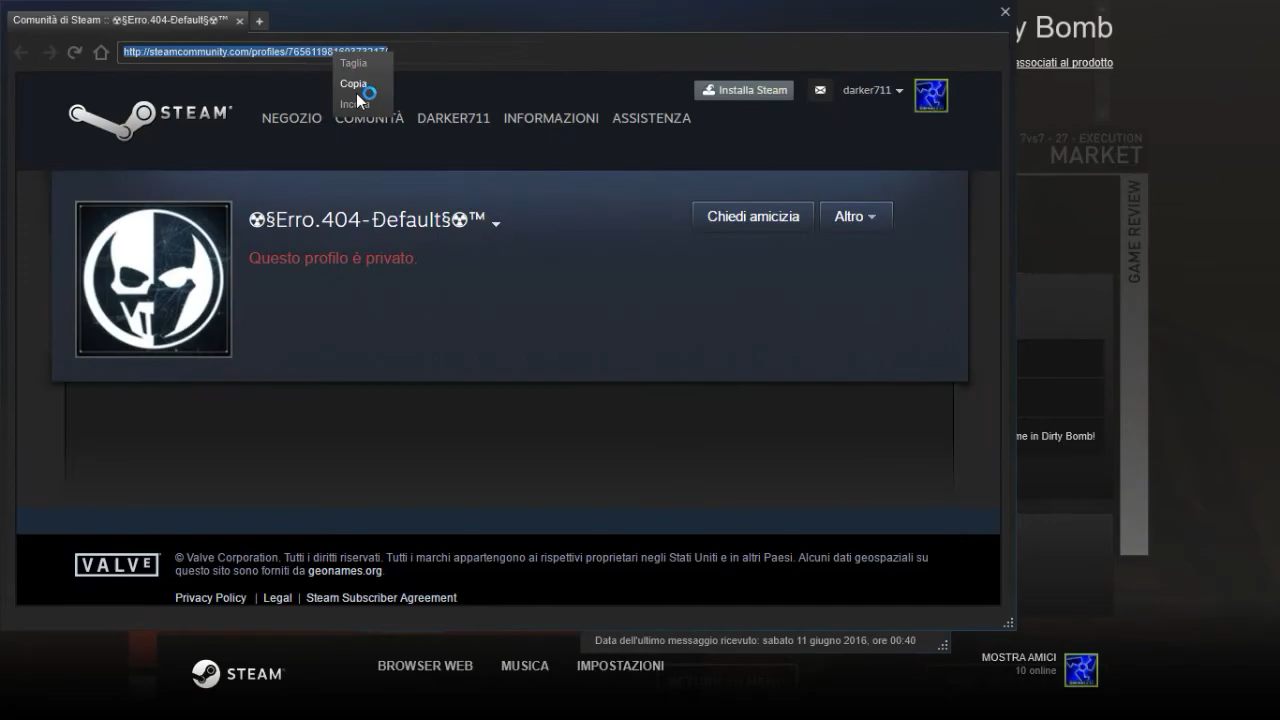 Comunità di Steam :: ☢§Erro.404-Ðefault§☢™ × +
y Bomb
http://steamcommunity.com/profiles/
associati al prodotto
Taglia
Copia
Installa Steam
darker711
STEAM™
NEGOZIO COMUNITÀ DARKER711 INFORMAZIONI ASSISTENZA
7vs7 - 27 - EXECUTION
MARKET
GAME REVIEW
☢§Erro.404-Ðefault§☢™
Chiedi amicizia
Altro
Questo profilo è privato.
me in Dirty Bomb!
VALVE
© Valve Corporation. Tutti i diritti riservati. Tutti i marchi appartengono ai rispettivi proprietari negli Stati Uniti e in altri Paesi. Alcuni dati geospaziali su
questo sito sono forniti da geonames.org.
Privacy Policy | Legal | Steam Subscriber Agreement
Data dell'ultimo messaggio ricevuto: sabato 11 giugno 2016, ore 00:40
STEAM™
BROWSER WEB MUSICA IMPOSTAZIONI
MOSTRA AMICI
10 online